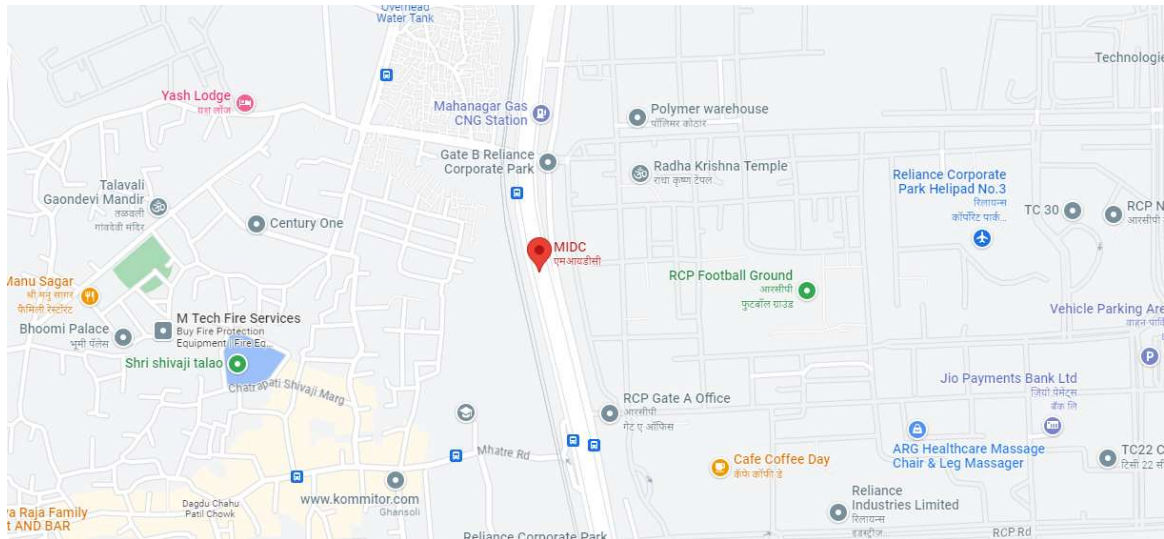 Overhead
Water Tank
Technologie
Yash Lodge
यश लॉज
Mahanagar Gas
CNG Station
Polymer warehouse
पॉलिमर कोठार
Gate B Reliance
Corporate Park
Radha Krishna Temple
राधा कृष्ण टेंपल
Reliance Corporate
Park Helipad No.3
रिलायन्स
कॉर्पोरेट पार्क...
Talavali
Gaondevi Mandir
तळवली
गांवदेवी मंदिर
TC 30
RCP N
आरसीपी
Century One
MIDC
एमआयडीसी
RCP Football Ground
आरसीपी
फुटबॉल ग्राउंड
Manu Sagar
श्री मनु सागर
फॅमिली रेस्टॉरंट
Vehicle Parking Are
वाहन पार्कि
M Tech Fire Services
Buy Fire Protection
Equipment | Fire Eq...
Bhoomi Palace
भूमी पॅलेस
Shri shivaji talao
Chatrapati Shivaji Marg
Jio Payments Bank Ltd
जियो पेमेंट्स
बँक लि
RCP Gate A Office
आरसीपी
गेट ए ऑफिस
Mhatre Rd
ARG Healthcare Massage
Chair & Leg Massager
TC22 C
टिसी 22 सी
Cafe Coffee Day
कॅफे कॉफी डे
www.kommitor.com
Ghansoli
Dagdu Chahu
Patil Chowk
Reliance
Industries Limited
रिलायन्स
इंडस्ट्रीज...
va Raja Family
t AND BAR
Reliance Corporate Park
RCP Rd